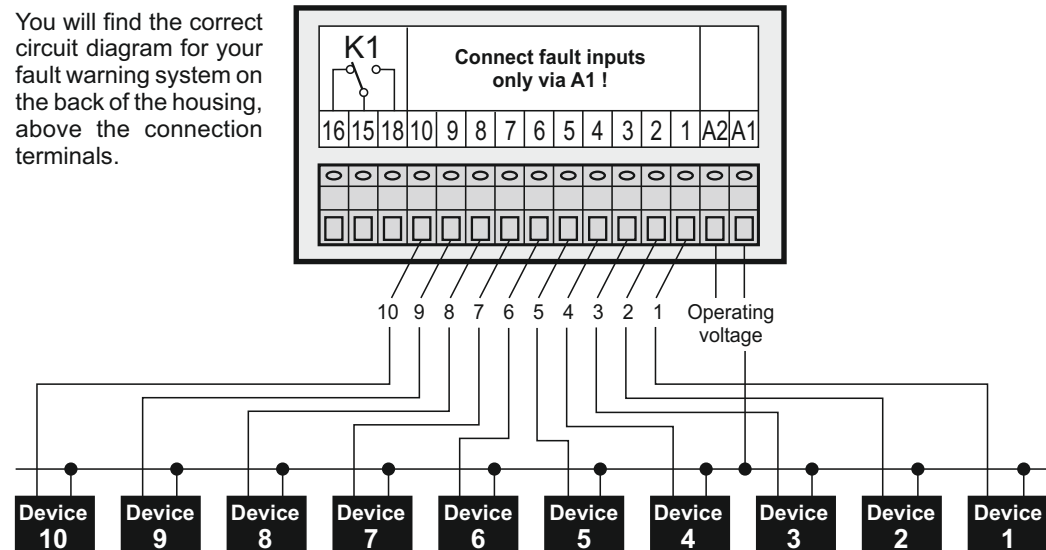 You will find the correct
circuit diagram for your
fault warning system on
the back of the housing,
above the connection
terminals.
K1
Connect fault inputs
only via A1 !
16 15 18 10 9 8 7 6 5 4 3 2 1 A2 A1
10 9 8 7 6 5 4 3 2 1 Operating
voltage
Device Device Device Device Device Device Device Device Device Device
10 9 8 7 6 5 4 3 2 1